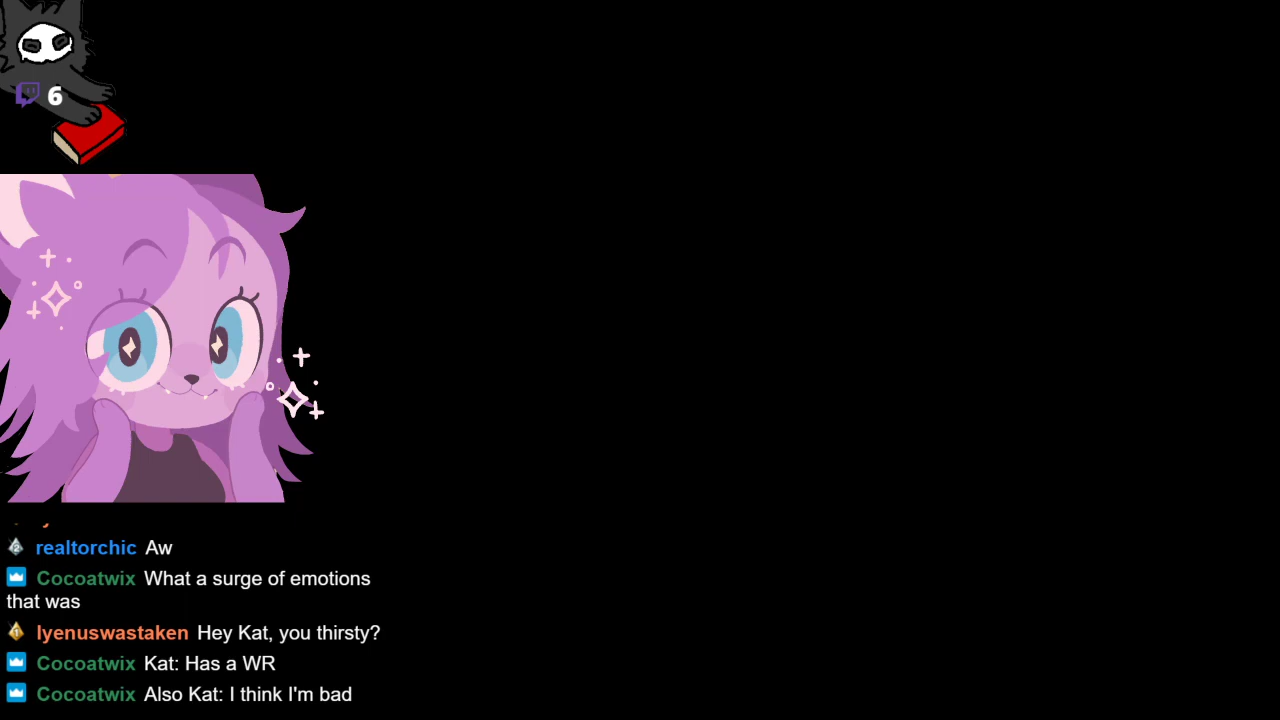 6
realtorchic Aw
Cocoatwix What a surge of emotions
that was
lyenuswastaken Hey Kat, you thirsty?
Cocoatwix Kat: Has a WR
Cocoatwix Also Kat: I think I'm bad